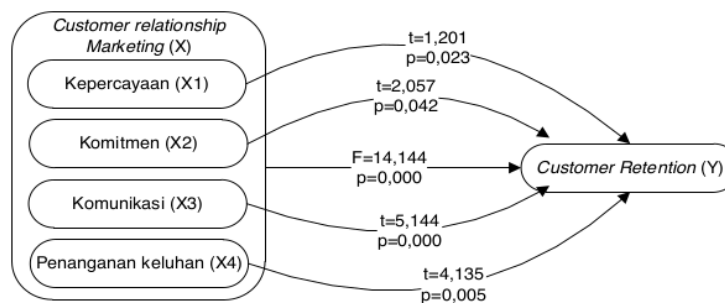 Customer relationship
Marketing (X)
Kepercayaan (X1)
Komitmen (X2)
Komunikasi (X3)
Penanganan keluhan (X4)
t=1,201
p=0,023
t=2,057
p=0,042
F=14,144
p=0,000
t=5,144
p=0,000
t=4,135
p=0,005
Customer Retention (Y)